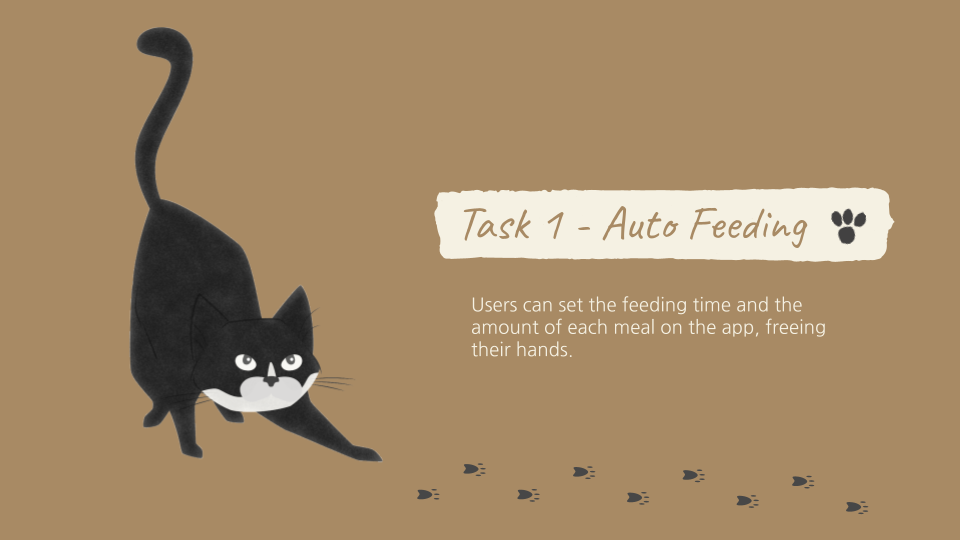 Task 1 - Auto Feeding
Users can set the feeding time and the
amount of each meal on the app, freeing
their hands.